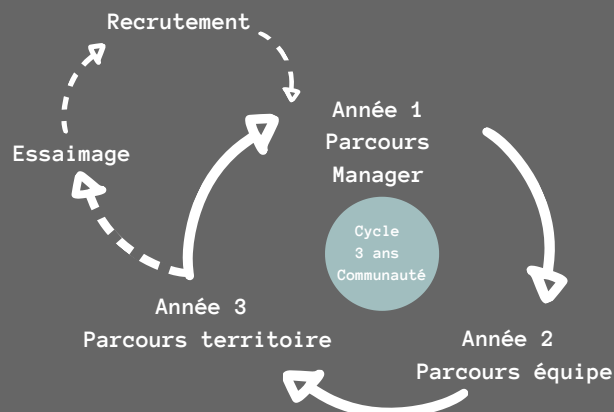 Recrutement
Essaimage
Année 1
Parcours
Manager
Cycle
3 ans
Communauté
Année 3
Parcours territoire
Année 2
Parcours équipe